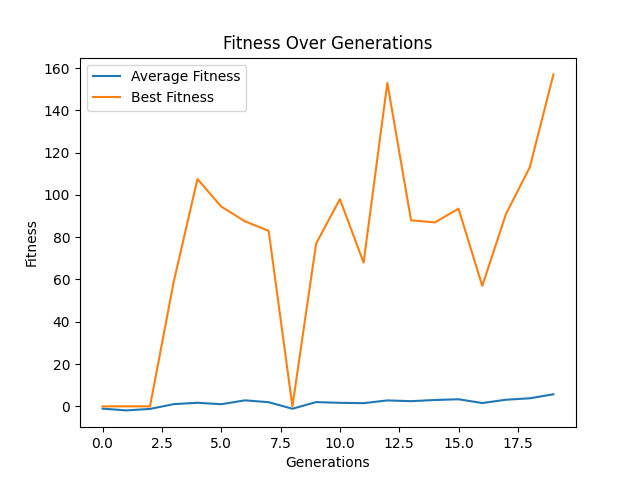 Fitness Over Generations
Average Fitness
Best Fitness
160
140
120
100
80
60
40
20
0
Fitness
0.0 2.5 5.0 7.5 10.0 12.5 15.0 17.5
Generations